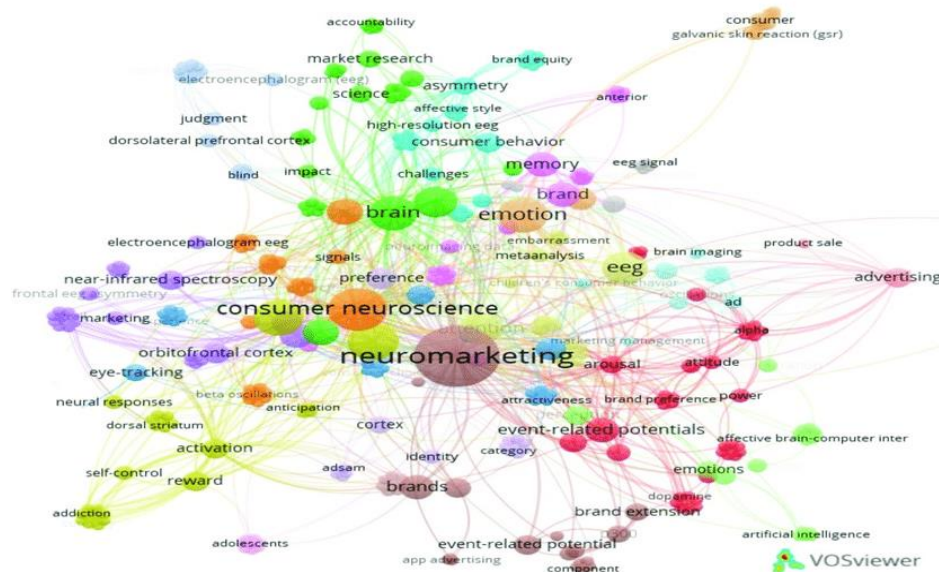 accountability
consumer
galvanic skin reaction (gsr)
market research
brand equity
electroencephalogram (eeg)
asymmetry
science
anterior
affective style
judgment
high-resolution eeg
dorsolateral prefrontal cortex
consumer behavior
memory
eeg signal
impact
challenges
blind
brand
brain
emotion
electroencephalogram eeg
embarrassment
product sale
signals
metaanalysis
brain imaging
near-infrared spectroscopy
preference
eeg
advertising
children's consumer behavior
frontal eeg asymmetry
ad
consumer neuroscience
marketing
attention
alpha
marketing management
orbitofrontal cortex
neuromarketing
arousal
attitude
eye-tracking
beta oscillations
attractiveness
brand preference
power
neural responses
anticipation
dorsal striatum
cortex
event-related potentials
affective brain-computer inter
activation
identity
category
self-control
adsam
emotions
reward
brands
dopamine
addiction
brand extension
p300
adolescents
event-related potential
artificial intelligence
app advertising
component
VOSviewer